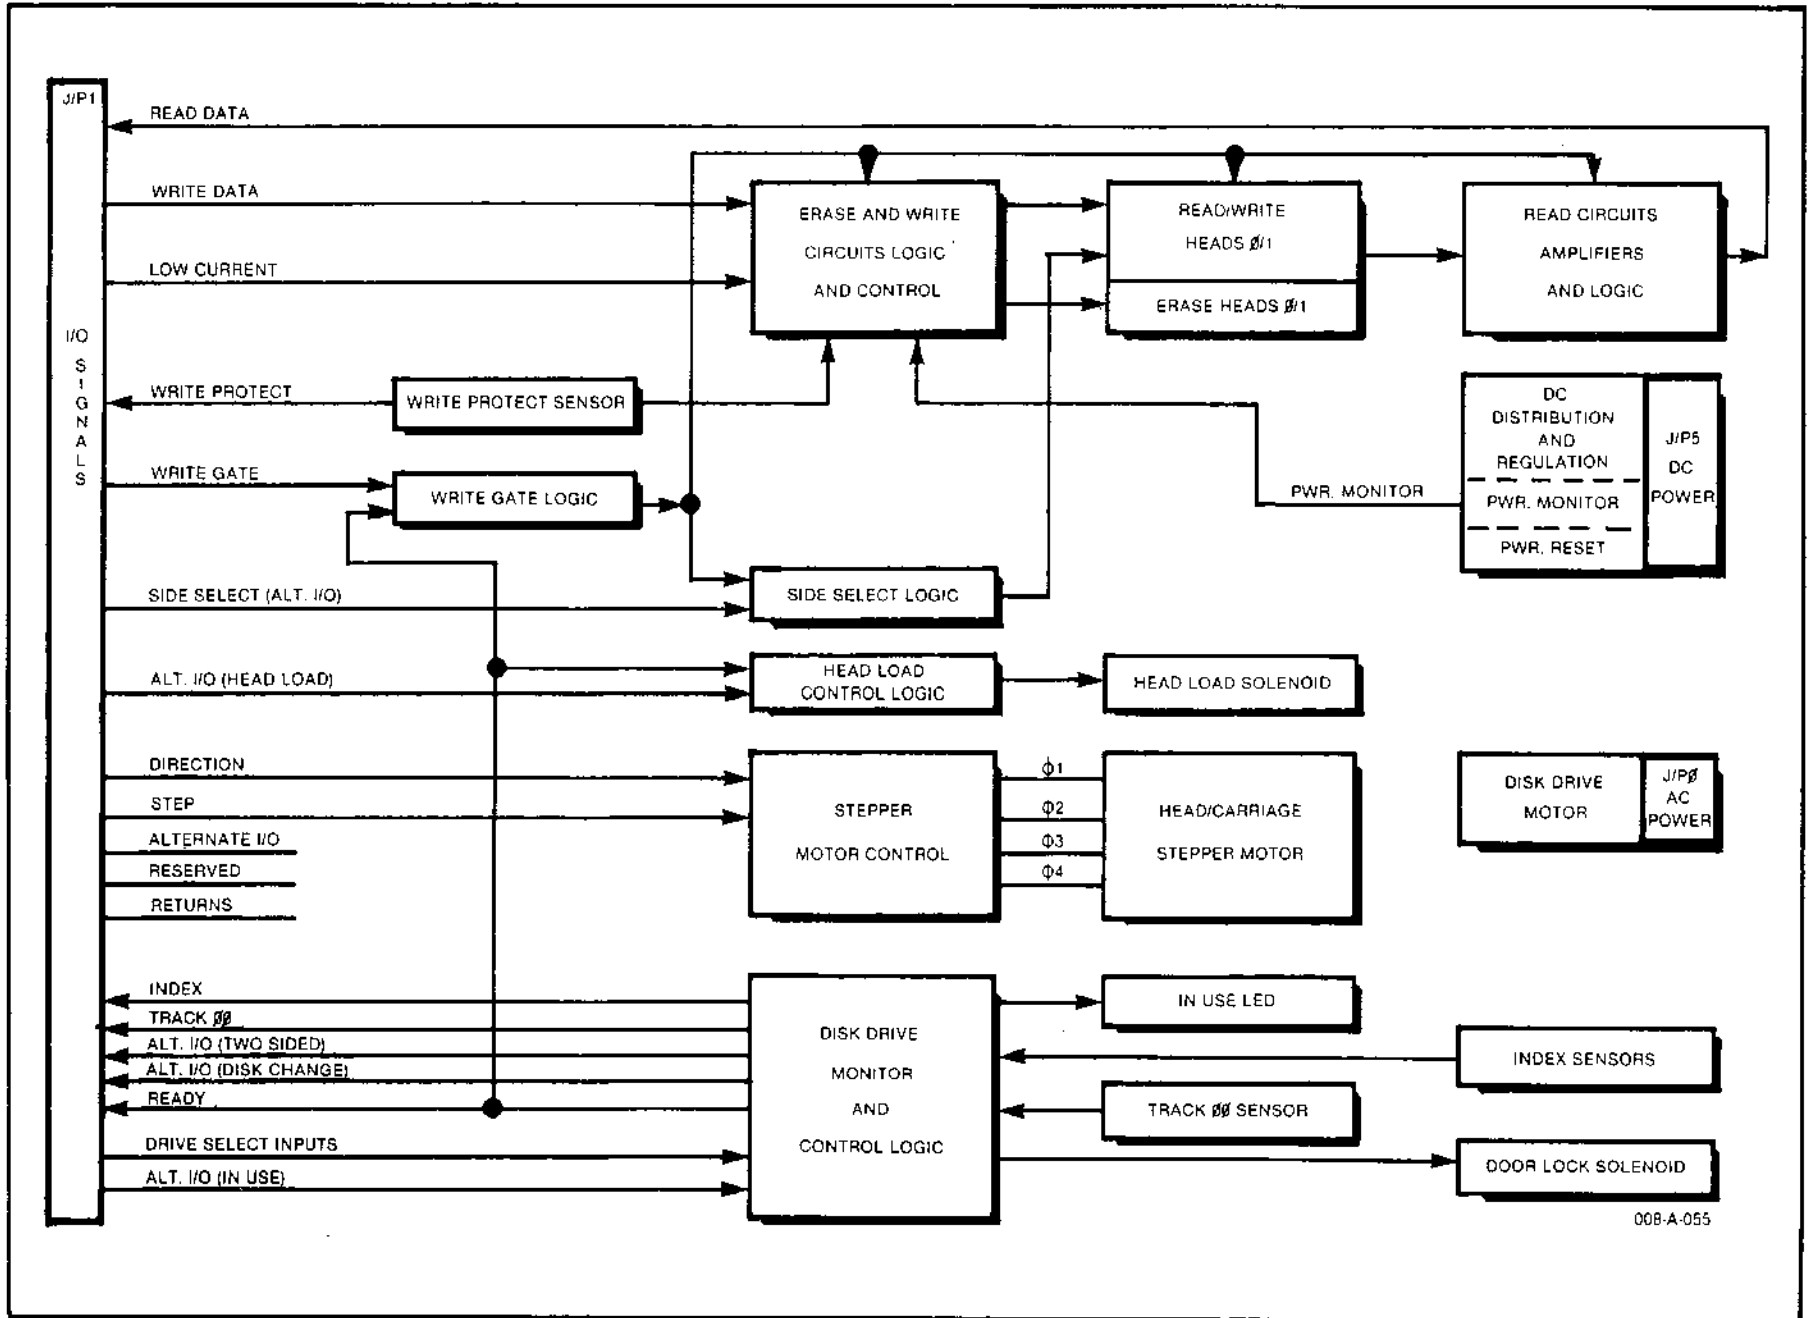 J/P1
READ DATA
WRITE DATA
ERASE AND WRITE
CIRCUITS LOGIC
AND CONTROL
READ/WRITE
HEADS Ø/1
ERASE HEADS Ø/1
READ CIRCUITS
AMPLIFIERS
AND LOGIC
LOW CURRENT
I/O
SIGNALS
WRITE PROTECT
WRITE PROTECT SENSOR
DC
DISTRIBUTION
AND
REGULATION
PWR. MONITOR
PWR. RESET
J/P5
DC
POWER
WRITE GATE
WRITE GATE LOGIC
PWR. MONITOR
SIDE SELECT (ALT. I/O)
SIDE SELECT LOGIC
ALT. I/O (HEAD LOAD)
HEAD LOAD
CONTROL LOGIC
HEAD LOAD SOLENOID
DIRECTION
STEP
ALTERNATE I/O
RESERVED
RETURNS
STEPPER
MOTOR CONTROL
Φ1
Φ2
Φ3
Φ4
HEAD/CARRIAGE
STEPPER MOTOR
DISK DRIVE
MOTOR
J/PØ
AC
POWER
INDEX
TRACK ØØ
ALT. I/O (TWO SIDED)
ALT. I/O (DISK CHANGE)
READY
DRIVE SELECT INPUTS
ALT. I/O (IN USE)
DISK DRIVE
MONITOR
AND
CONTROL LOGIC
IN USE LED
INDEX SENSORS
TRACK ØØ SENSOR
DOOR LOCK SOLENOID
008-A-055